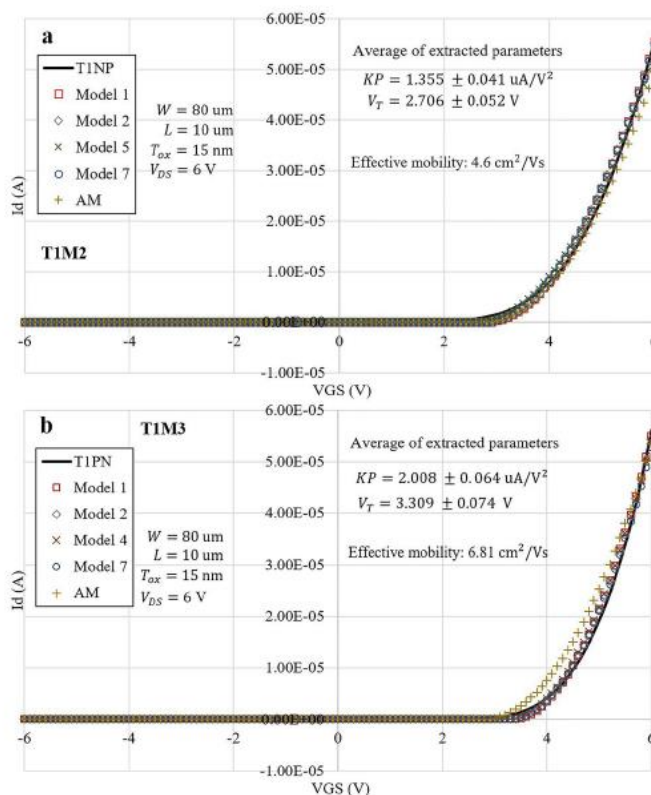 a
6.00E-05
5.00E-05
4.00E-05
3.00E-05
2.00E-05
1.00E-05
0.00E+00
-1.00E-05
T1NP
Model 1
Model 2
Model 5
Model 7
AM
W = 80 um
L = 10 um
T_ox = 15 nm
V_DS = 6 V
Average of extracted parameters
KP = 1.355 ± 0.041 uA/V²
V_T = 2.706 ± 0.052 V
Effective mobility: 4.6 cm²/Vs
Id (A)
T1M2
-6 -4 -2 0 2 4 6
VGS (V)
b
T1M3
6.00E-05
5.00E-05
4.00E-05
3.00E-05
2.00E-05
1.00E-05
0.00E+00
-1.00E-05
T1PN
Model 1
Model 2
Model 4
Model 7
AM
W = 80 um
L = 10 um
T_ox = 15 nm
V_DS = 6 V
Average of extracted parameters
KP = 2.008 ± 0.064 uA/V²
V_T = 3.309 ± 0.074 V
Effective mobility: 6.81 cm²/Vs
Id (A)
-6 -4 -2 0 2 4 6
VGS (V)